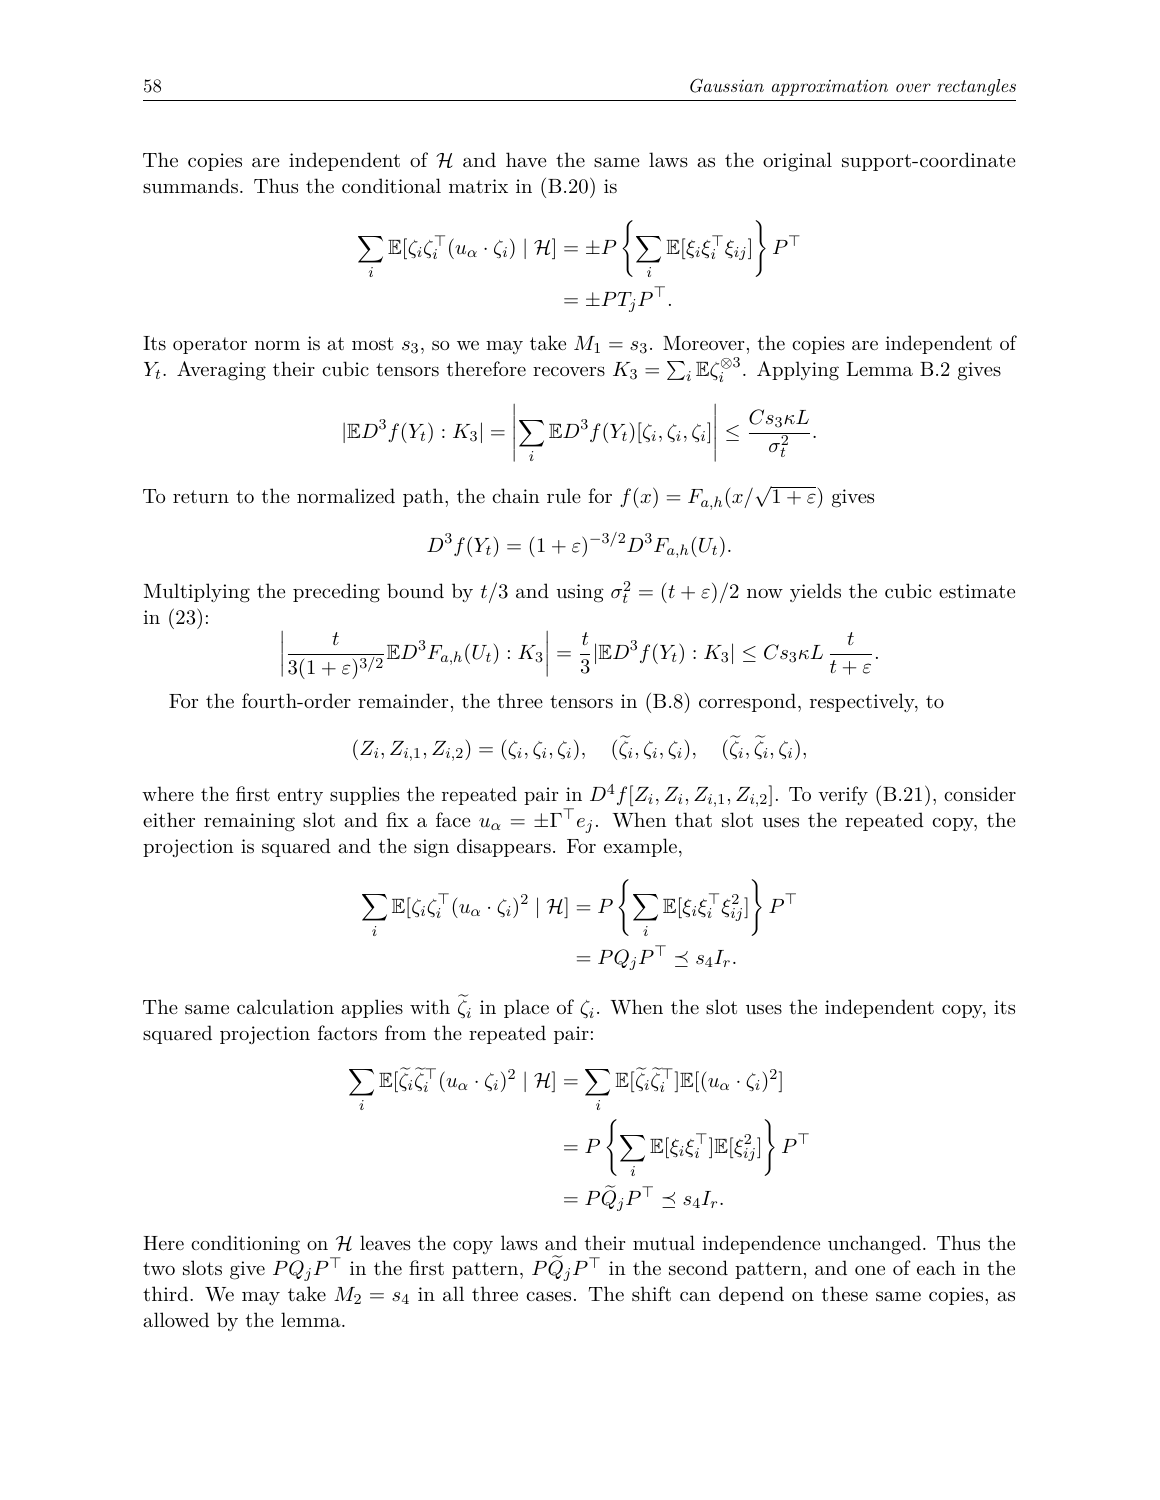 58 Gaussian approximation over rectangles
The copies are independent of $\mathcal{H}$ and have the same laws as the original support-coordinate
summands. Thus the conditional matrix in (B.20) is
$$\sum_i \mathbb{E}[\zeta_i\zeta_i^\top(u_\alpha \cdot \zeta_i) \mid \mathcal{H}] = \pm P\left\{\sum_i \mathbb{E}[\xi_i\xi_i^\top\xi_{ij}]\right\}P^\top$$
$$= \pm PT_jP^\top.$$
Its operator norm is at most $s_3$, so we may take $M_1 = s_3$. Moreover, the copies are independent of
$Y_t$. Averaging their cubic tensors therefore recovers $K_3 = \sum_i \mathbb{E}\zeta_i^{\otimes 3}$. Applying Lemma B.2 gives
$$|\mathbb{E}D^3f(Y_t) : K_3| = \left|\sum_i \mathbb{E}D^3f(Y_t)[\zeta_i, \zeta_i, \zeta_i]\right| \leq \frac{Cs_3\kappa L}{\sigma_t^2}.$$
To return to the normalized path, the chain rule for $f(x) = F_{a,h}(x/\sqrt{1+\varepsilon})$ gives
$$D^3f(Y_t) = (1+\varepsilon)^{-3/2}D^3F_{a,h}(U_t).$$
Multiplying the preceding bound by $t/3$ and using $\sigma_t^2 = (t+\varepsilon)/2$ now yields the cubic estimate
in (23):
$$\left|\frac{t}{3(1+\varepsilon)^{3/2}}\mathbb{E}D^3F_{a,h}(U_t) : K_3\right| = \frac{t}{3}|\mathbb{E}D^3f(Y_t) : K_3| \leq Cs_3\kappa L\,\frac{t}{t+\varepsilon}.$$
For the fourth-order remainder, the three tensors in (B.8) correspond, respectively, to
$$(Z_i, Z_{i,1}, Z_{i,2}) = (\zeta_i, \zeta_i, \zeta_i), \quad (\widetilde{\zeta}_i, \zeta_i, \zeta_i), \quad (\widetilde{\zeta}_i, \widetilde{\zeta}_i, \zeta_i),$$
where the first entry supplies the repeated pair in $D^4f[Z_i, Z_i, Z_{i,1}, Z_{i,2}]$. To verify (B.21), consider
either remaining slot and fix a face $u_\alpha = \pm\Gamma^\top e_j$. When that slot uses the repeated copy, the
projection is squared and the sign disappears. For example,
$$\sum_i \mathbb{E}[\zeta_i\zeta_i^\top(u_\alpha \cdot \zeta_i)^2 \mid \mathcal{H}] = P\left\{\sum_i \mathbb{E}[\xi_i\xi_i^\top\xi_{ij}^2]\right\}P^\top$$
$$= PQ_jP^\top \preceq s_4I_r.$$
The same calculation applies with $\widetilde{\zeta}_i$ in place of $\zeta_i$. When the slot uses the independent copy, its
squared projection factors from the repeated pair:
$$\sum_i \mathbb{E}[\widetilde{\zeta}_i\widetilde{\zeta}_i^\top(u_\alpha \cdot \zeta_i)^2 \mid \mathcal{H}] = \sum_i \mathbb{E}[\widetilde{\zeta}_i\widetilde{\zeta}_i^\top]\mathbb{E}[(u_\alpha \cdot \zeta_i)^2]$$
$$= P\left\{\sum_i \mathbb{E}[\xi_i\xi_i^\top]\mathbb{E}[\xi_{ij}^2]\right\}P^\top$$
$$= P\widetilde{Q}_jP^\top \preceq s_4I_r.$$
Here conditioning on $\mathcal{H}$ leaves the copy laws and their mutual independence unchanged. Thus the
two slots give $PQ_jP^\top$ in the first pattern, $P\widetilde{Q}_jP^\top$ in the second pattern, and one of each in the
third. We may take $M_2 = s_4$ in all three cases. The shift can depend on these same copies, as
allowed by the lemma.